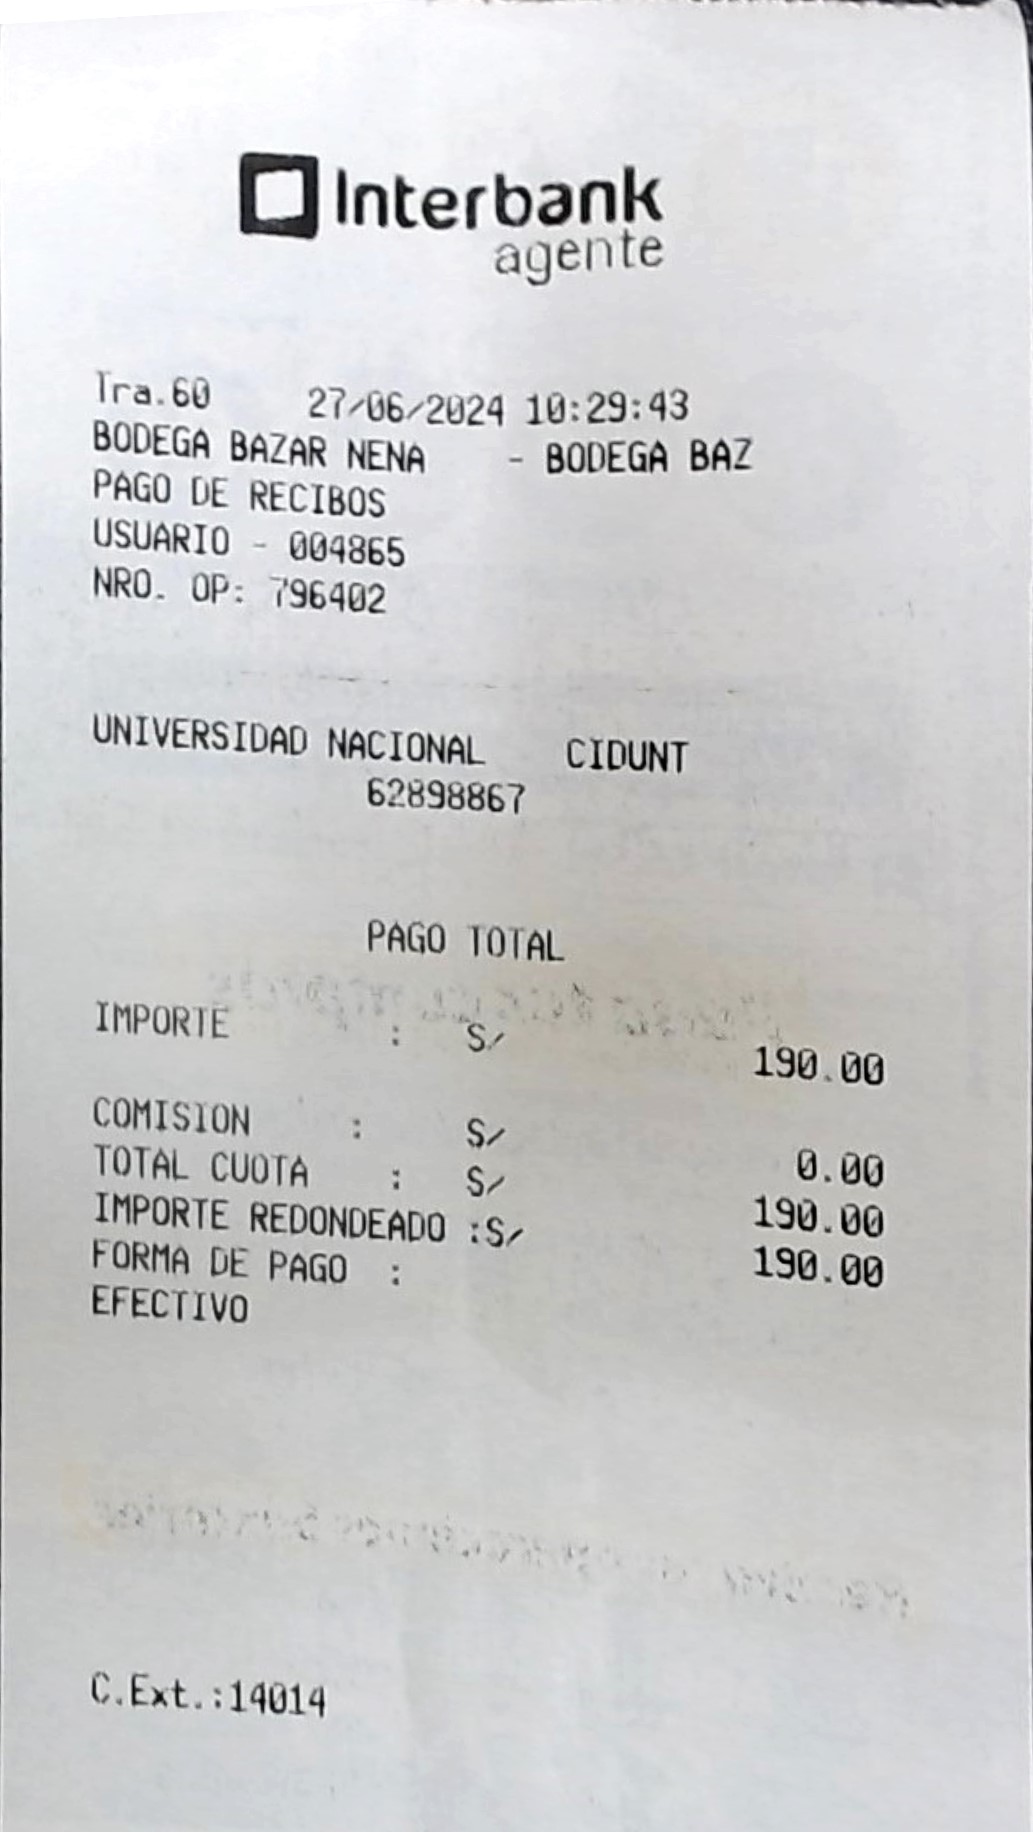 Interbank
agente
Tra.60 27/06/2024 10:29:43
BODEGA BAZAR NENA - BODEGA BAZ
PAGO DE RECIBOS
USUARIO - 004865
NRO. OP: 796402
UNIVERSIDAD NACIONAL CIDUNT
62898867
PAGO TOTAL
IMPORTE : S/ 190.00
COMISION : S/ 0.00
TOTAL CUOTA : S/ 190.00
IMPORTE REDONDEADO :S/ 190.00
FORMA DE PAGO :
EFECTIVO
C.Ext.:14014